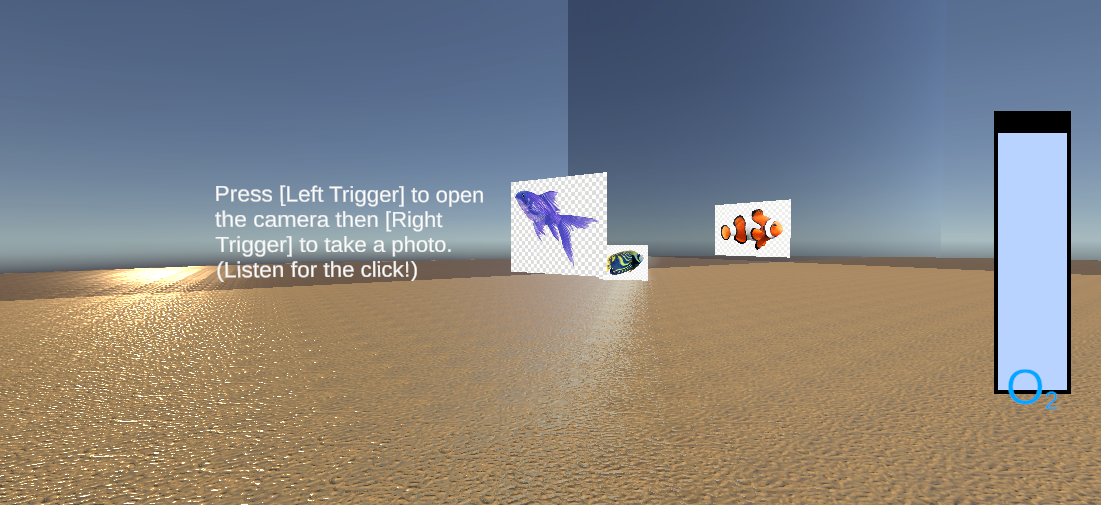 Press [Left Trigger] to open
the camera then [Right
Trigger] to take a photo.
(Listen for the click!)
O₂